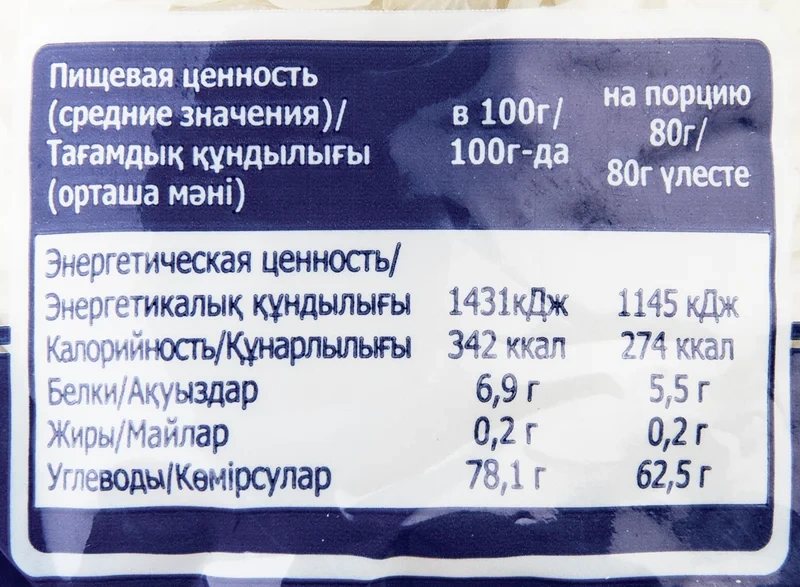 Пищевая ценность
(средние значения)/
Тағамдық құндылығы
(орташа мәні)
в 100г/
100г-да
на порцию
80г/
80г үлесте
Энергетическая ценность/
Энергетикалық құндылығы 1431кДж 1145 кДж
Калорийность/Құнарлылығы 342 ккал 274 ккал
Белки/Ақуыздар 6,9 г 5,5 г
Жиры/Майлар 0,2 г 0,2 г
Углеводы/Көмірсулар 78,1 г 62,5 г